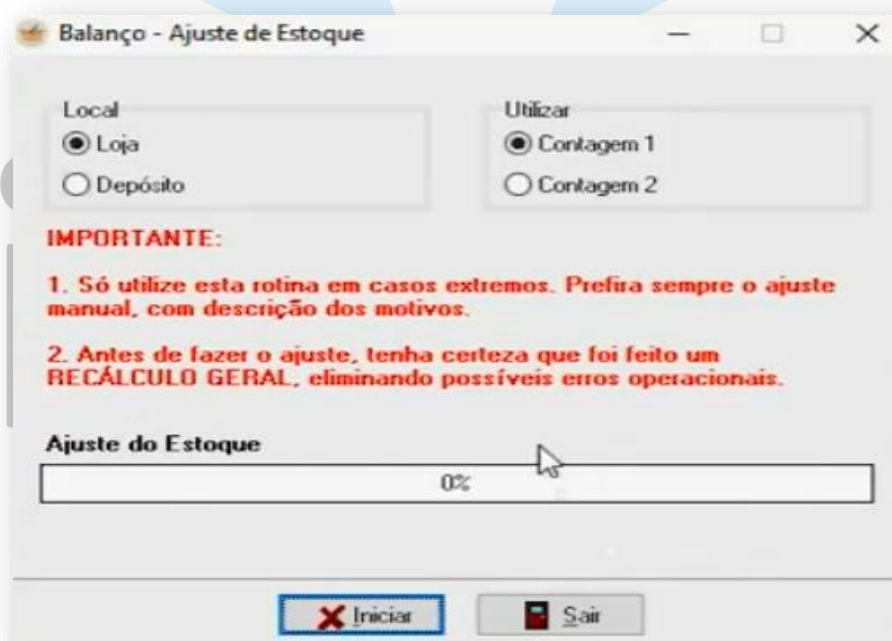 Balanço - Ajuste de Estoque
Local
Loja
Depósito
Utilizar
Contagem 1
Contagem 2
IMPORTANTE:
1. Só utilize esta rotina em casos extremos. Prefira sempre o ajuste
manual, com descrição dos motivos.
2. Antes de fazer o ajuste, tenha certeza que foi feito um
RECÁLCULO GERAL, eliminando possíveis erros operacionais.
Ajuste do Estoque
0%
Iniciar
Sair